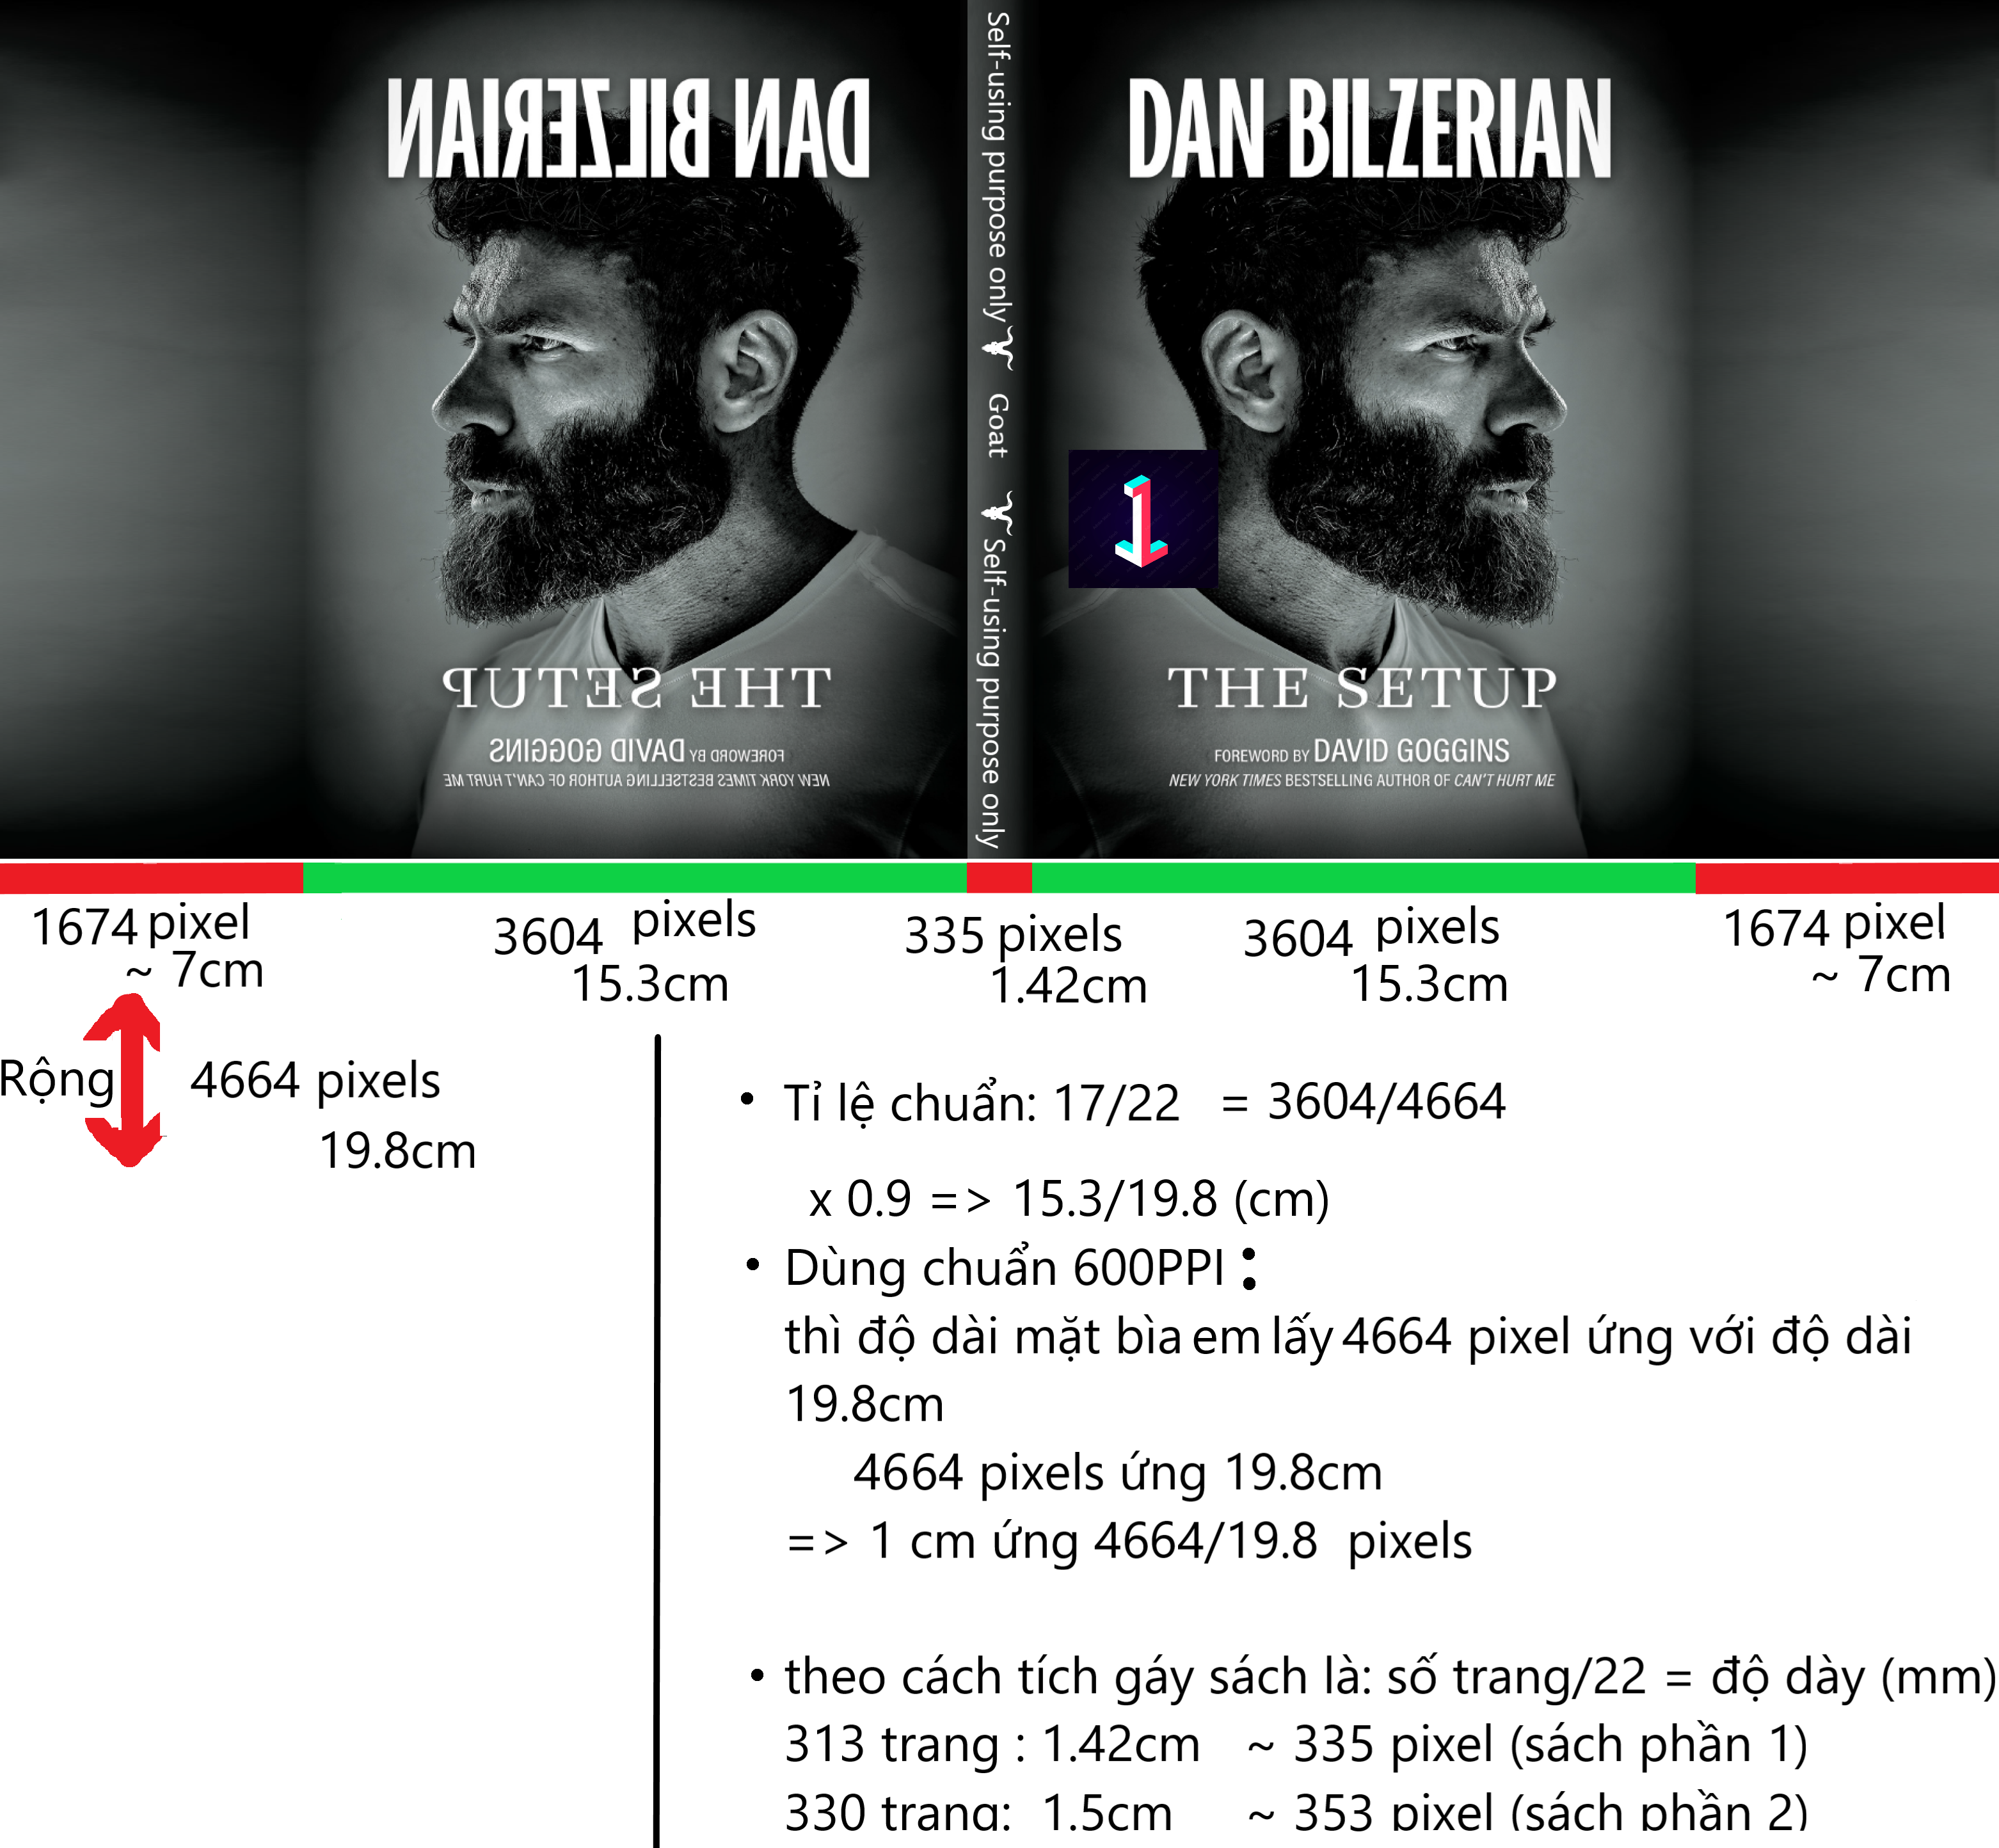 DAN BILZERIAN
THE SETUP
FOREWORD BY DAVID GOGGINS
NEW YORK TIMES BESTSELLING AUTHOR OF CAN'T HURT ME
Self-using purpose only Goat Self-using purpose only
DAN BILZERIAN
THE SETUP
FOREWORD BY DAVID GOGGINS
NEW YORK TIMES BESTSELLING AUTHOR OF CAN'T HURT ME
1674 pixel
~ 7cm
3604 pixels
15.3cm
335 pixels
1.42cm
3604 pixels
15.3cm
1674 pixel
~ 7cm
Rộng 4664 pixels
19.8cm
• Tỉ lệ chuẩn: 17/22 = 3604/4664
x 0.9 => 15.3/19.8 (cm)
• Dùng chuẩn 600PPI :
thì độ dài mặt bìa em lấy 4664 pixel ứng với độ dài
19.8cm
4664 pixels ứng 19.8cm
=> 1 cm ứng 4664/19.8 pixels
• theo cách tích gáy sách là: số trang/22 = độ dày (mm)
313 trang : 1.42cm ~ 335 pixel (sách phần 1)
330 trang: 1.5cm ~ 353 pixel (sách phần 2)